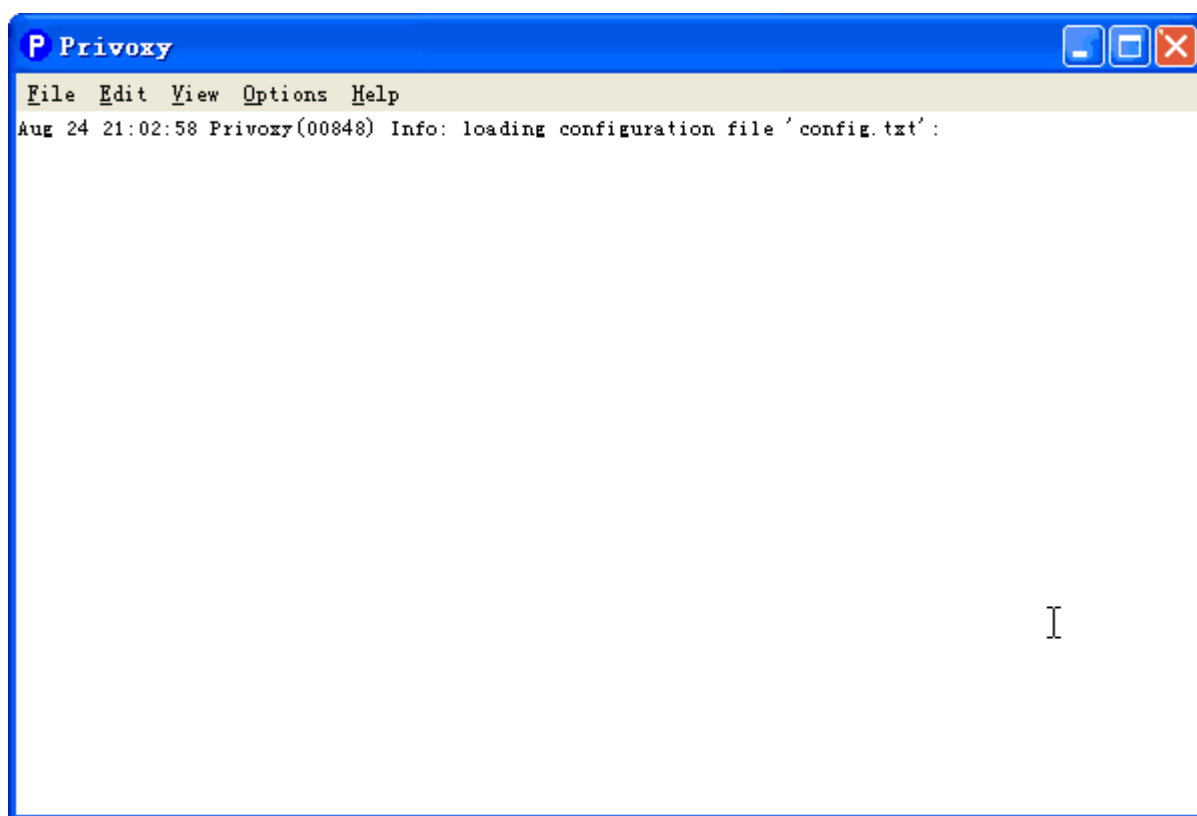 P Privoxy
File Edit View Options Help
Aug 24 21:02:58 Privoxy(00848) Info: loading configuration file 'config.txt':